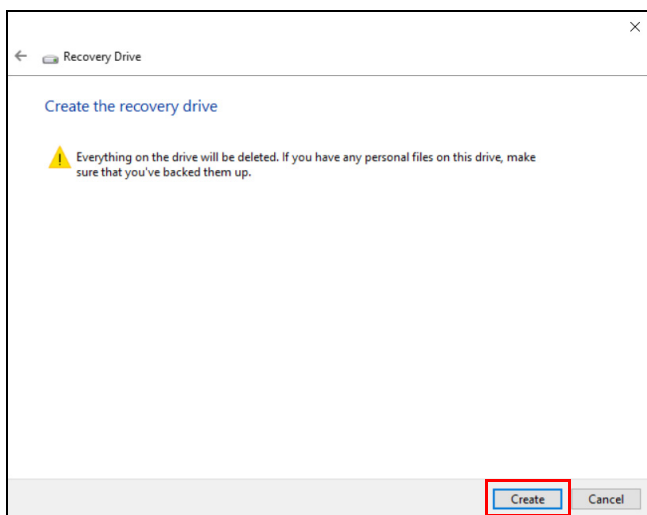 Recovery Drive
Create the recovery drive
Everything on the drive will be deleted. If you have any personal files on this drive, make
sure that you've backed them up.
Create Cancel